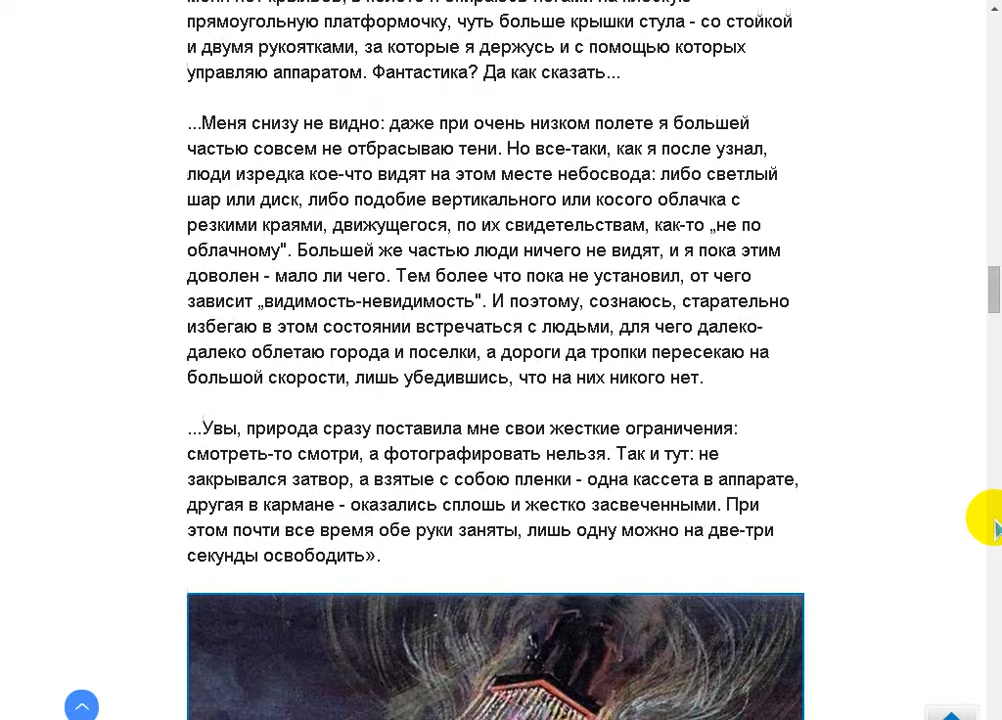 прямоугольную платформочку, чуть больше крышки стула - со стойкой
и двумя рукоятками, за которые я держусь и с помощью которых
управляю аппаратом. Фантастика? Да как сказать...
...Меня снизу не видно: даже при очень низком полете я большей
частью совсем не отбрасываю тени. Но все-таки, как я после узнал,
люди изредка кое-что видят на этом месте небосвода: либо светлый
шар или диск, либо подобие вертикального или косого облачка с
резкими краями, движущегося, по их свидетельствам, как-то „не по
облачному". Большей же частью люди ничего не видят, и я пока этим
доволен - мало ли чего. Тем более что пока не установил, от чего
зависит „видимость-невидимость". И поэтому, сознаюсь, старательно
избегаю в этом состоянии встречаться с людьми, для чего далеко-
далеко облетаю города и поселки, а дороги да тропки пересекаю на
большой скорости, лишь убедившись, что на них никого нет.
...Увы, природа сразу поставила мне свои жесткие ограничения:
смотреть-то смотри, а фотографировать нельзя. Так и тут: не
закрывался затвор, а взятые с собою пленки - одна кассета в аппарате,
другая в кармане - оказались сплошь и жестко засвеченными. При
этом почти все время обе руки заняты, лишь одну можно на две-три
секунды освободить».